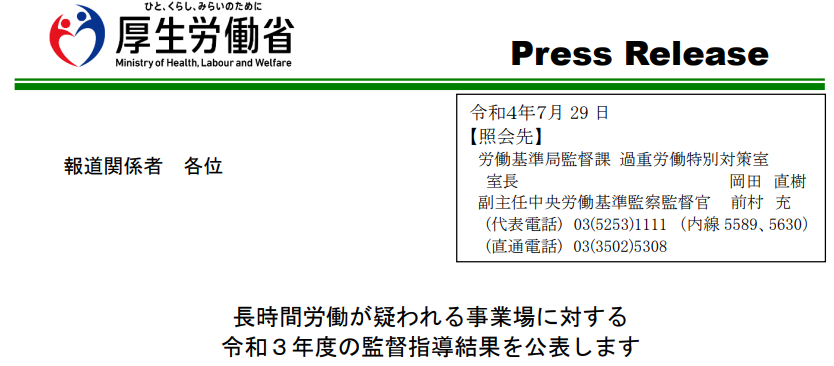 ひと、くらし、みらいのために
厚生労働省
Ministry of Health, Labour and Welfare
Press Release
令和4年7月 29 日
【照会先】
労働基準局監督課 過重労働特別対策室
室長 岡田 直樹
副主任中央労働基準監察監督官 前村 充
(代表電話) 03(5253)1111 (内線 5589、5630)
(直通電話) 03(3502)5308
報道関係者 各位
長時間労働が疑われる事業場に対する
令和３年度の監督指導結果を公表します